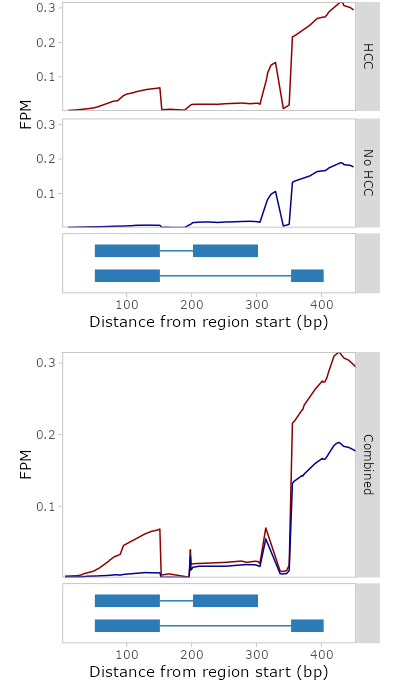 0.3
0.2
0.1
HCC
FPM
0.3
0.2
0.1
No HCC
100 200 300 400
Distance from region start (bp)
0.3
0.2
0.1
FPM
Combined
100 200 300 400
Distance from region start (bp)